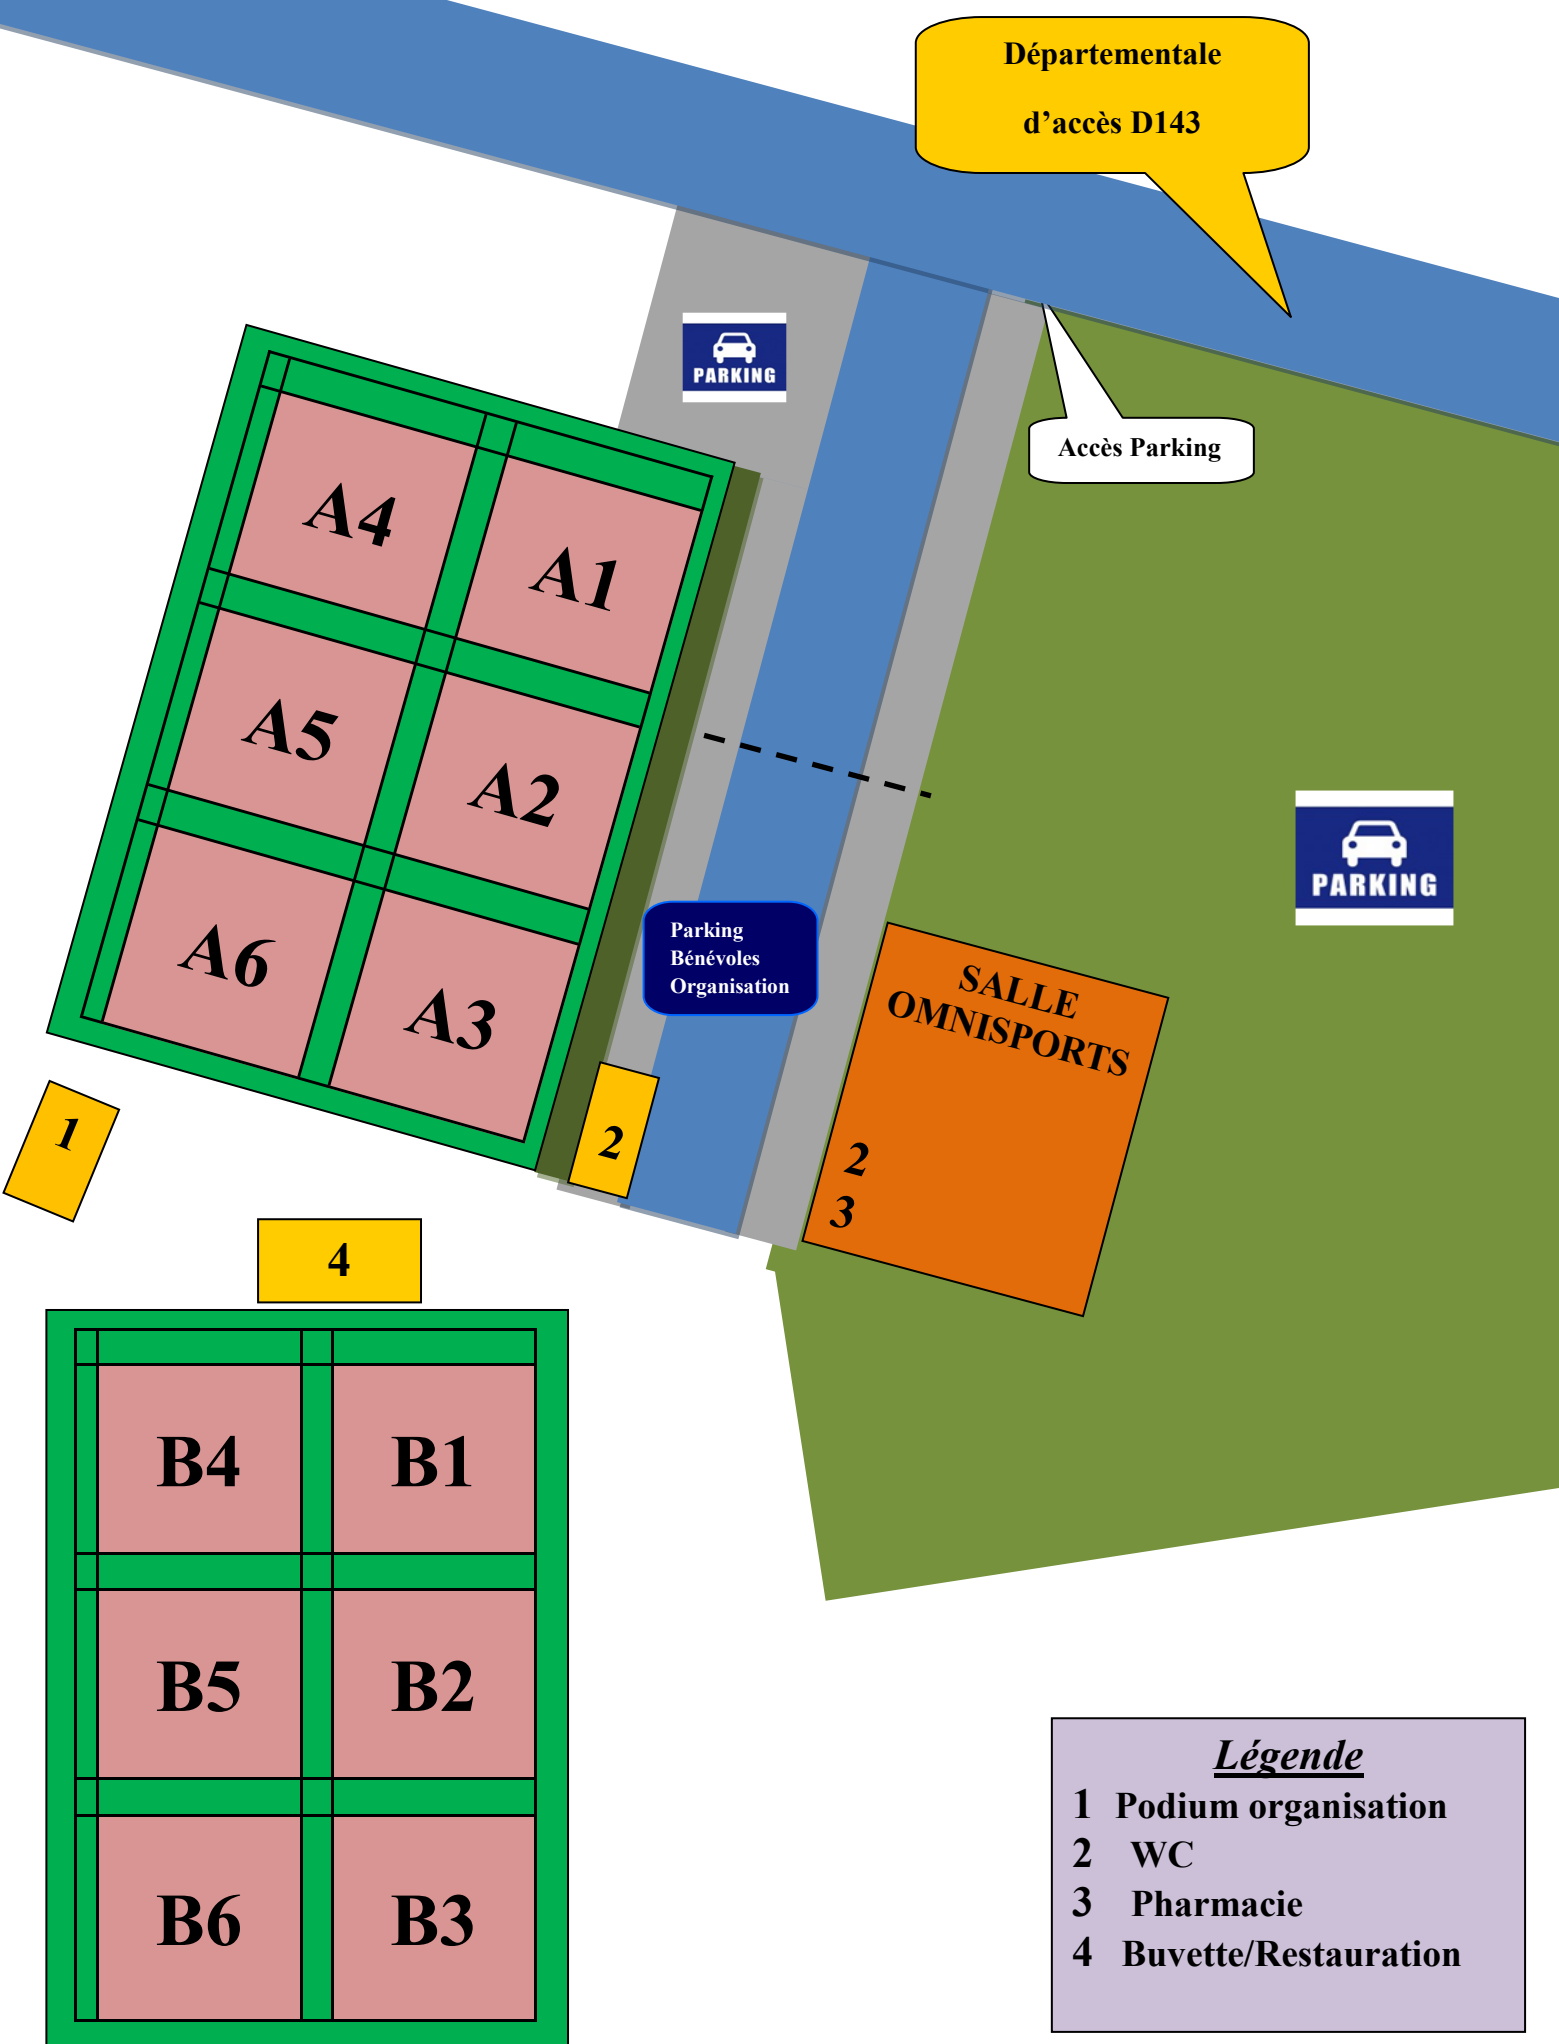 Départementale
d'accès D143
PARKING
Accès Parking
A4
A1
A5
A2
A6
A3
PARKING
Parking
Bénévoles
Organisation
SALLE
OMNISPORTS
2
3
1
2
4
B4
B1
B5
B2
B6
B3
Légende
1 Podium organisation
2 WC
3 Pharmacie
4 Buvette/Restauration